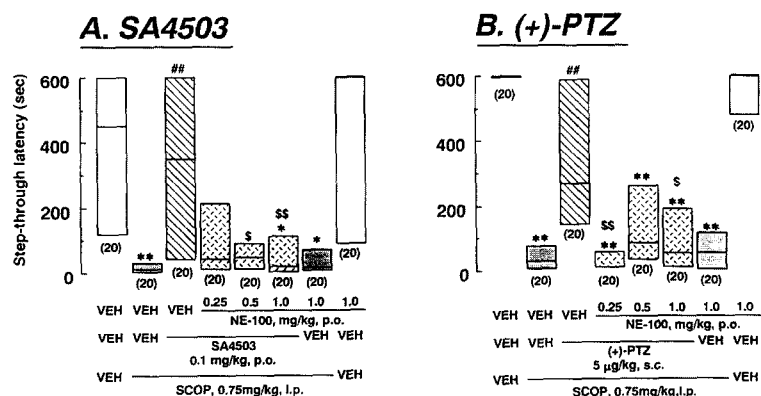 A. SA4503
B. (+)-PTZ
Step-through latency (sec)
600
400
200
0
(20)
**
(20)
##
(20)
(20)
$
(20)
$$
*
(20)
*
(20)
(20)
VEH VEH VEH 0.25 0.5 1.0 1.0 1.0
NE-100, mg/kg, p.o.
VEH VEH SA4503 VEH VEH
0.1 mg/kg, p.o.
VEH SCOP, 0.75mg/kg, I.p. VEH
600
400
200
0
(20)
**
(20)
##
(20)
$$
**
(20)
**
(20)
$
**
(20)
**
(20)
(20)
VEH VEH VEH 0.25 0.5 1.0 1.0 1.0
NE-100, mg/kg, p.o.
VEH VEH (+)-PTZ VEH VEH
5 μg/kg, s.c.
VEH SCOP, 0.75mg/kg,I.p. VEH